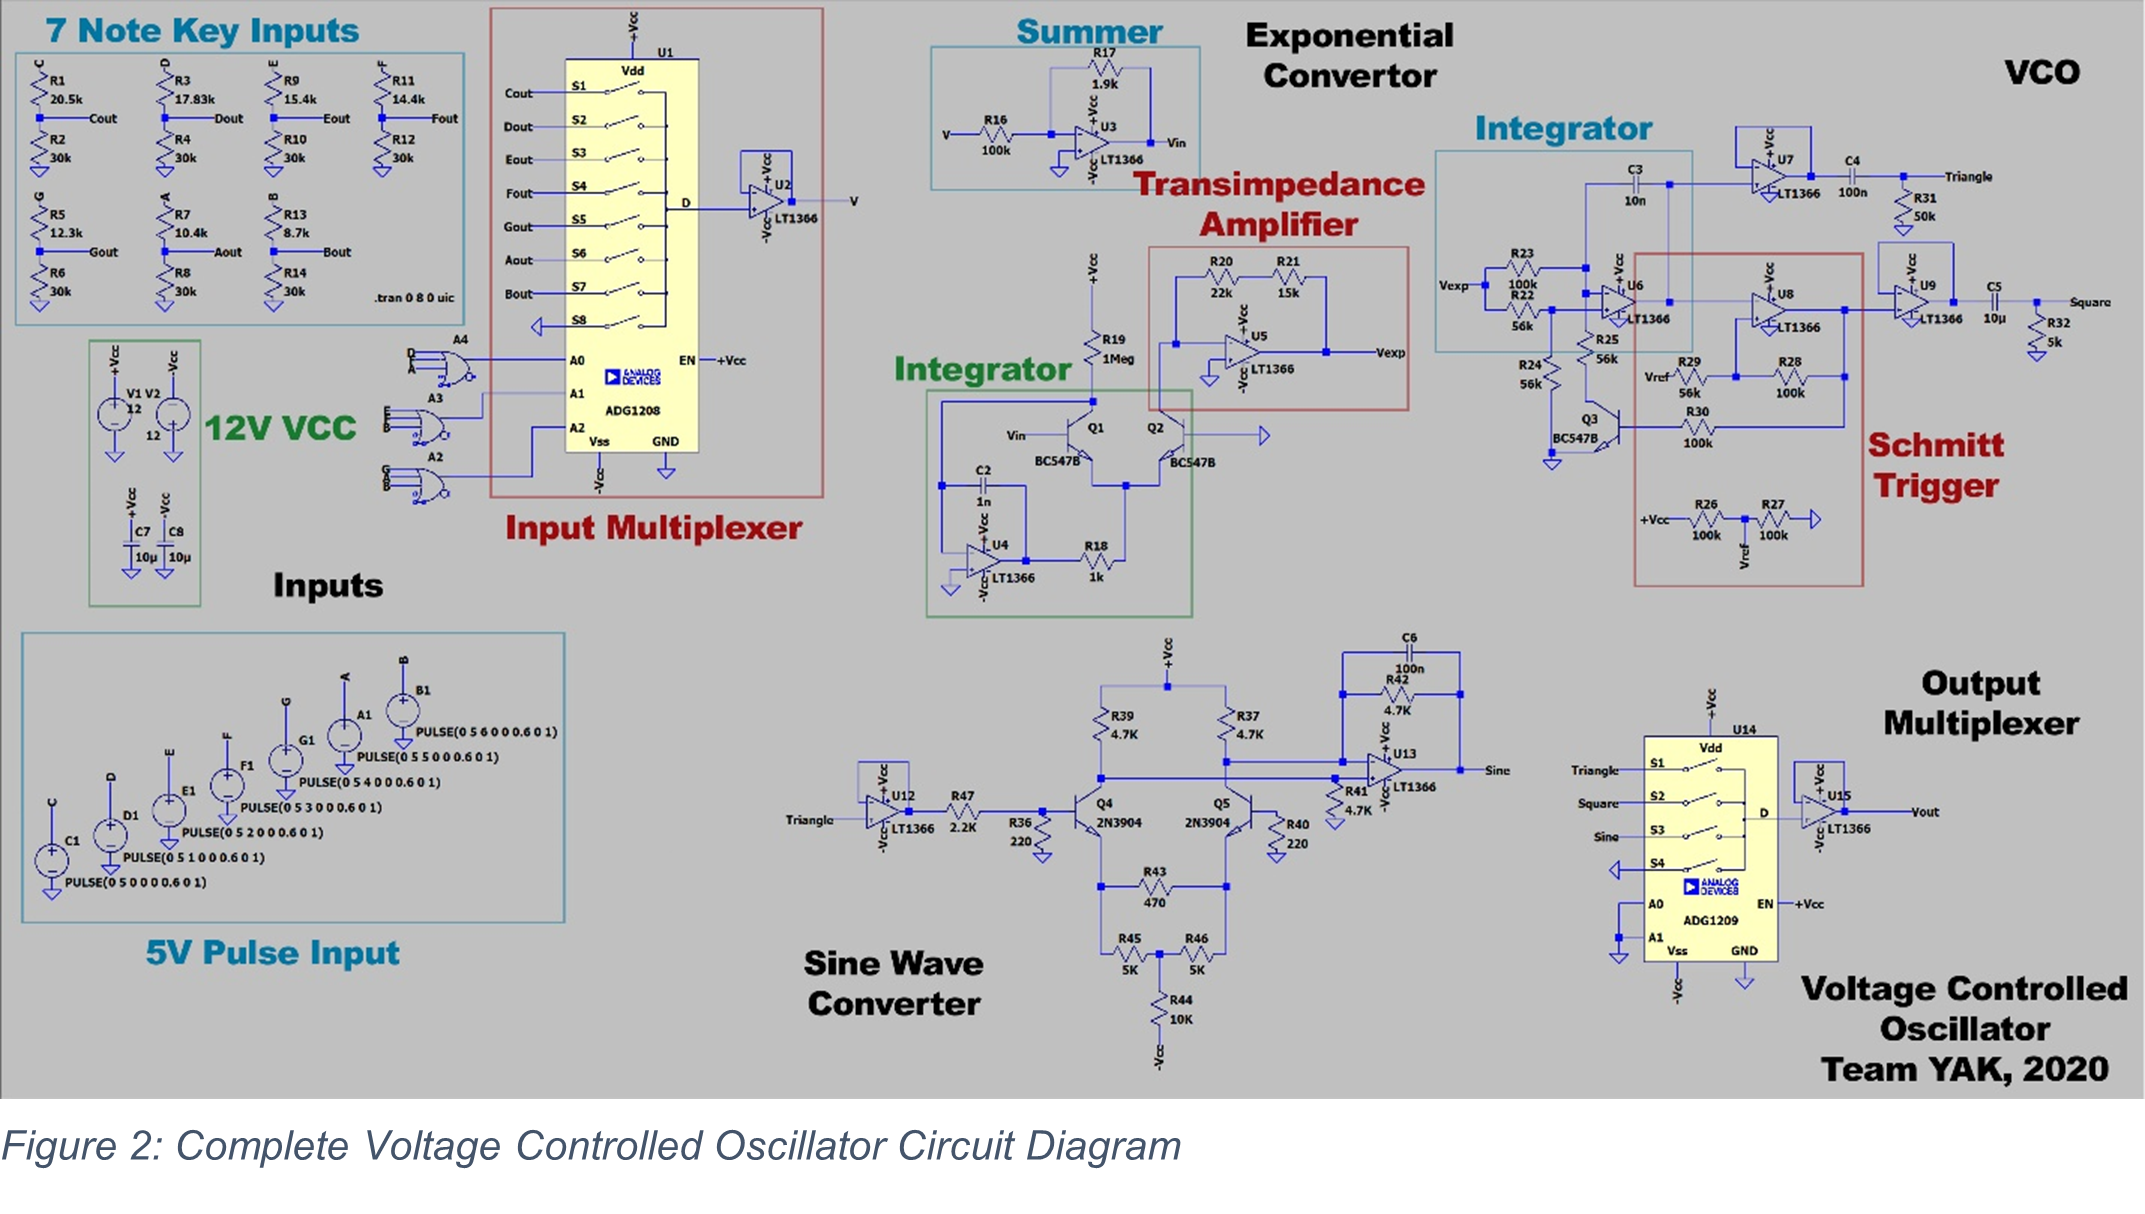 7 Note Key Inputs
C
R1
20.5k
Cout
R2
30k
D
R3
17.83k
Dout
R4
30k
E
R9
15.4k
Eout
R10
30k
F
R11
14.4k
Fout
R12
30k
G
R5
12.3k
Gout
R6
30k
A
R7
10.4k
Aout
R8
30k
B
R13
8.7k
Bout
R14
30k
.tran 0 8 0 uic
+Vcc
-Vcc
V1 V2
12
12
+Vcc
-Vcc
C7
10µ
C8
10µ
12V VCC
Inputs
A4
D
A
A3
A2
+Vcc
U1
Vdd
Cout
S1
Dout
S2
Eout
S3
Fout
S4
Gout
S5
Aout
S6
Bout
S7
S8
D
A0
A1
A2
EN
+Vcc
ANALOG
DEVICES
ADG1208
Vss
GND
-Vcc
+Vcc
U2
LT1366
-Vcc
V
Input Multiplexer
Summer
R17
1.9k
V
R16
100k
+Vcc
U3
LT1366
-Vcc
Vin
Exponential
Convertor
Transimpedance
Amplifier
R20
22k
R21
15k
+Vcc
U5
LT1366
-Vcc
Vexp
+Vcc
R19
1Meg
Integrator
Vin
Q1
BC547B
Q2
BC547B
C2
1n
+Vcc
U4
LT1366
-Vcc
R18
1k
VCO
Integrator
C3
10n
Vexp
R23
100k
R22
56k
+Vcc
U6
LT1366
R24
56k
R25
56k
Q3
BC547B
+Vcc
U7
LT1366
C4
100n
Triangle
R31
50k
+Vcc
U8
LT1366
Vref
R29
56k
R28
100k
R30
100k
+Vcc
U9
LT1366
C5
10µ
Square
R32
5k
Schmitt
Trigger
+Vcc
R26
100k
R27
100k
Vref
C
C1
PULSE(0 5 0 0 0 0.6 0 1)
D
D1
PULSE(0 5 1 0 0 0.6 0 1)
E
E1
PULSE(0 5 2 0 0 0.6 0 1)
F
F1
PULSE(0 5 3 0 0 0.6 0 1)
G
G1
PULSE(0 5 4 0 0 0.6 0 1)
A
A1
PULSE(0 5 5 0 0 0.6 0 1)
B
B1
PULSE(0 5 6 0 0 0.6 0 1)
5V Pulse Input
Triangle
+Vcc
U12
LT1366
-Vcc
R47
2.2K
R36
220
+Vcc
R39
4.7K
R37
4.7K
Q4
2N3904
Q5
2N3904
R40
220
R43
470
R45
5K
R46
5K
R44
10K
-Vcc
C6
100n
R42
4.7K
+Vcc
U13
LT1366
-Vcc
R41
4.7K
Sine
Sine Wave
Converter
Output
Multiplexer
+Vcc
U14
Vdd
Triangle
S1
Square
S2
Sine
S3
S4
D
ANALOG
DEVICES
A0
A1
EN
+Vcc
ADG1209
Vss
GND
-Vcc
+Vcc
U15
LT1366
-Vcc
Vout
Voltage Controlled
Oscillator
Team YAK, 2020
Figure 2: Complete Voltage Controlled Oscillator Circuit Diagram